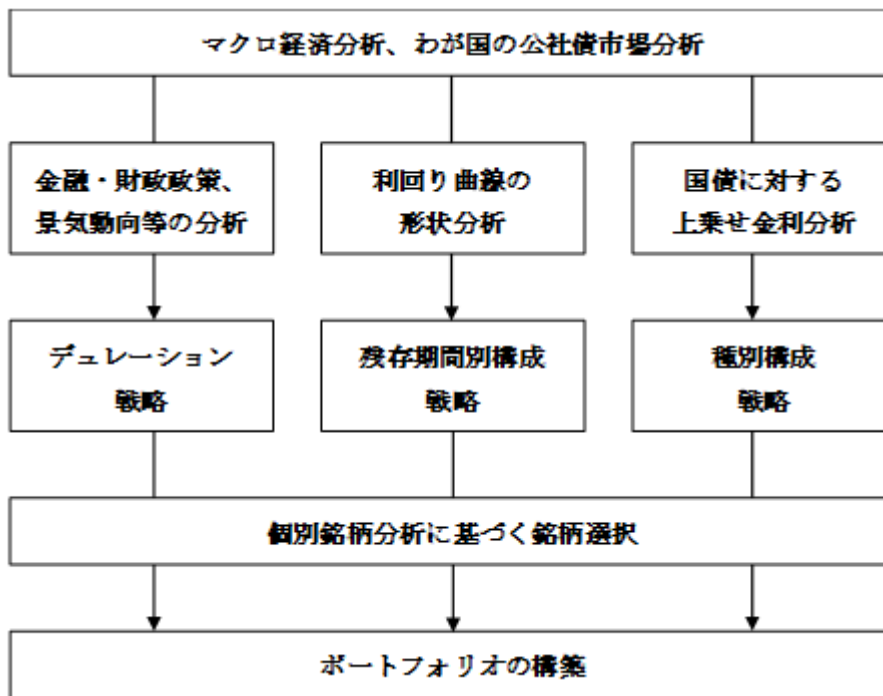 マクロ経済分析、わが国の公社債市場分析
金融・財政政策、
景気動向等の分析
利回り曲線の
形状分析
国債に対する
上乗せ金利分析
デュレーション
戦略
残存期間別構成
戦略
種別構成
戦略
個別銘柄分析に基づく銘柄選択
ポートフォリオの構築